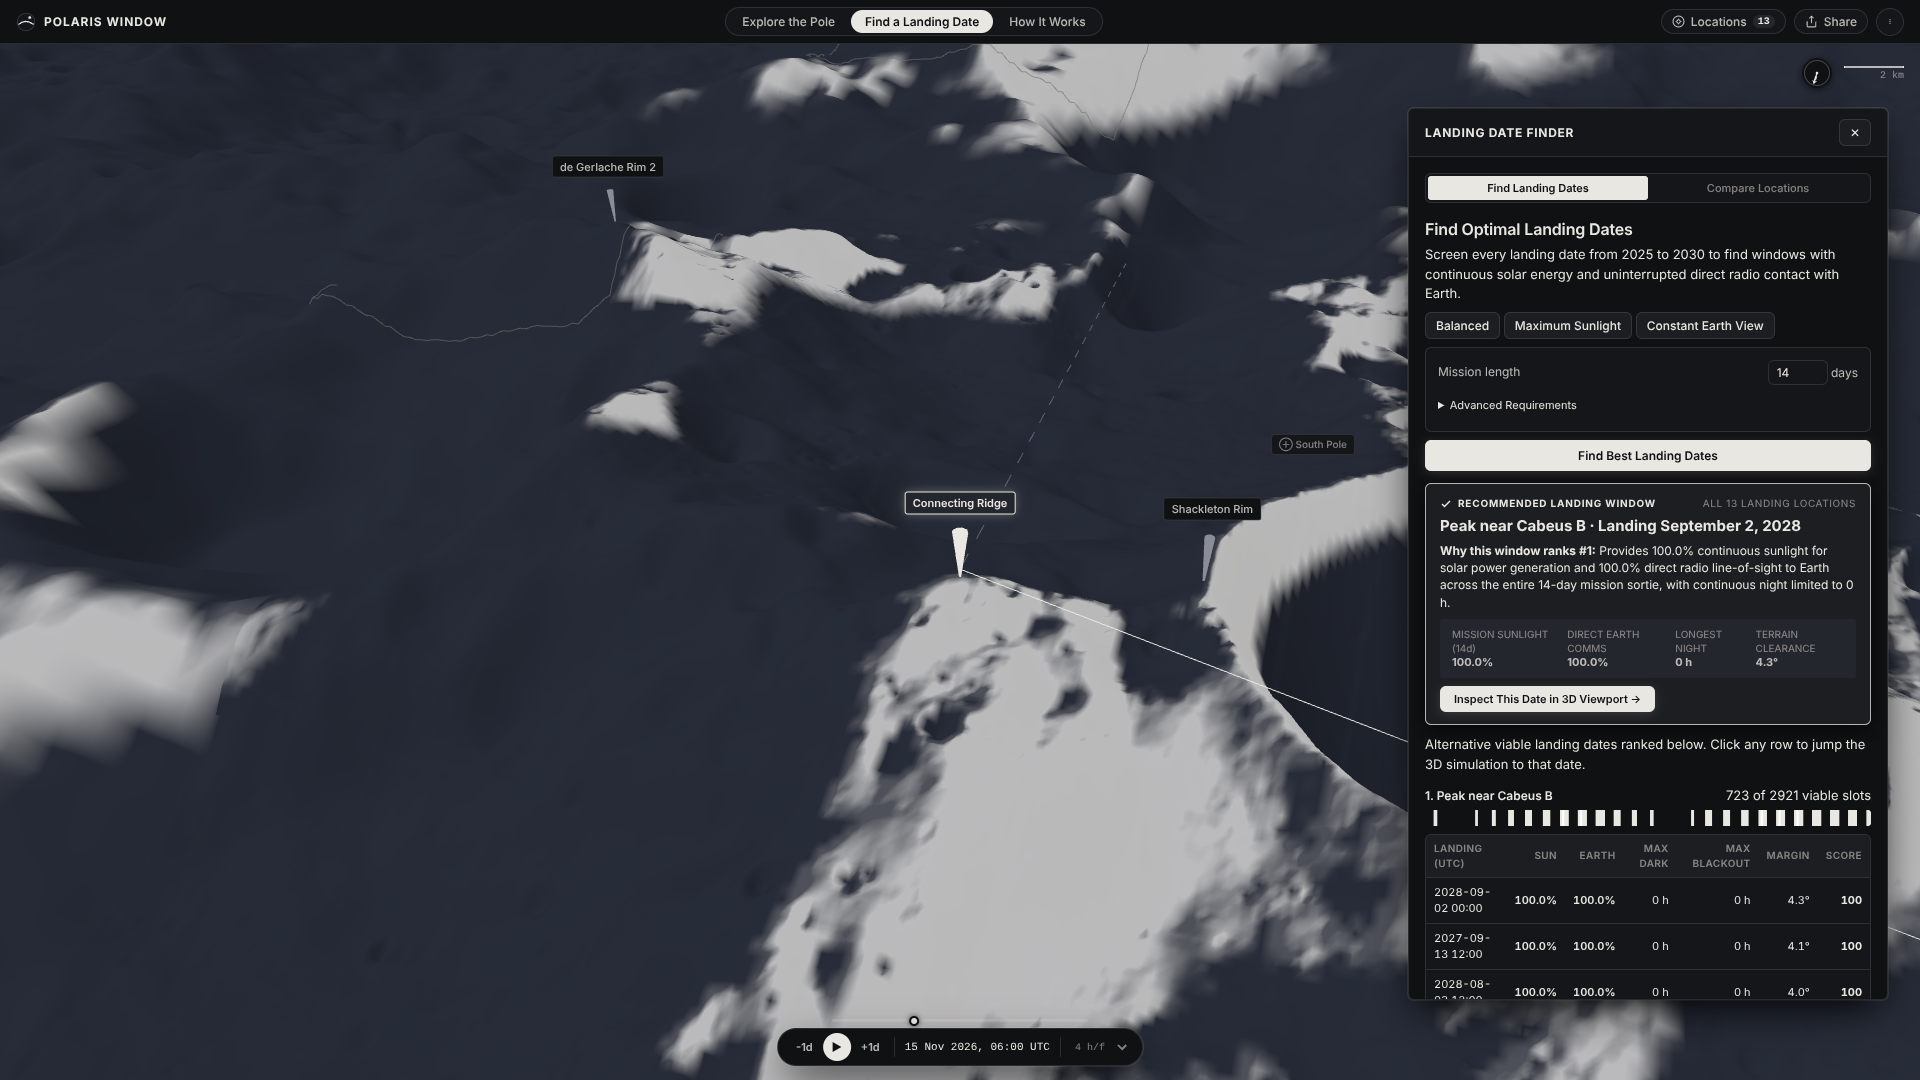 POLARIS WINDOW
Explore the Pole
Find a Landing Date
How It Works
Locations 13
Share
2 km
de Gerlache Rim 2
South Pole
Connecting Ridge
Shackleton Rim
LANDING DATE FINDER
Find Landing Dates
Compare Locations
Find Optimal Landing Dates
Screen every landing date from 2025 to 2030 to find windows with
continuous solar energy and uninterrupted direct radio contact with
Earth.
Balanced
Maximum Sunlight
Constant Earth View
Mission length
14 days
Advanced Requirements
Find Best Landing Dates
RECOMMENDED LANDING WINDOW
ALL 13 LANDING LOCATIONS
Peak near Cabeus B · Landing September 2, 2028
Why this window ranks #1: Provides 100.0% continuous sunlight for
solar power generation and 100.0% direct radio line-of-sight to Earth
across the entire 14-day mission sortie, with continuous night limited to 0
h.
MISSION SUNLIGHT
(14d)
100.0%
DIRECT EARTH
COMMS
100.0%
LONGEST
NIGHT
0 h
TERRAIN
CLEARANCE
4.3°
Inspect This Date in 3D Viewport →
Alternative viable landing dates ranked below. Click any row to jump the
3D simulation to that date.
1. Peak near Cabeus B
723 of 2921 viable slots
LANDING
(UTC)
SUN
EARTH
MAX
DARK
MAX
BLACKOUT
MARGIN
SCORE
2028-09-
02 00:00
100.0%
100.0%
0 h
0 h
4.3°
100
2027-09-
13 12:00
100.0%
100.0%
0 h
0 h
4.1°
100
2028-08-
100.0%
100.0%
0 h
0 h
4.0°
100
-1d
+1d
15 Nov 2026, 06:00 UTC
4 h/f